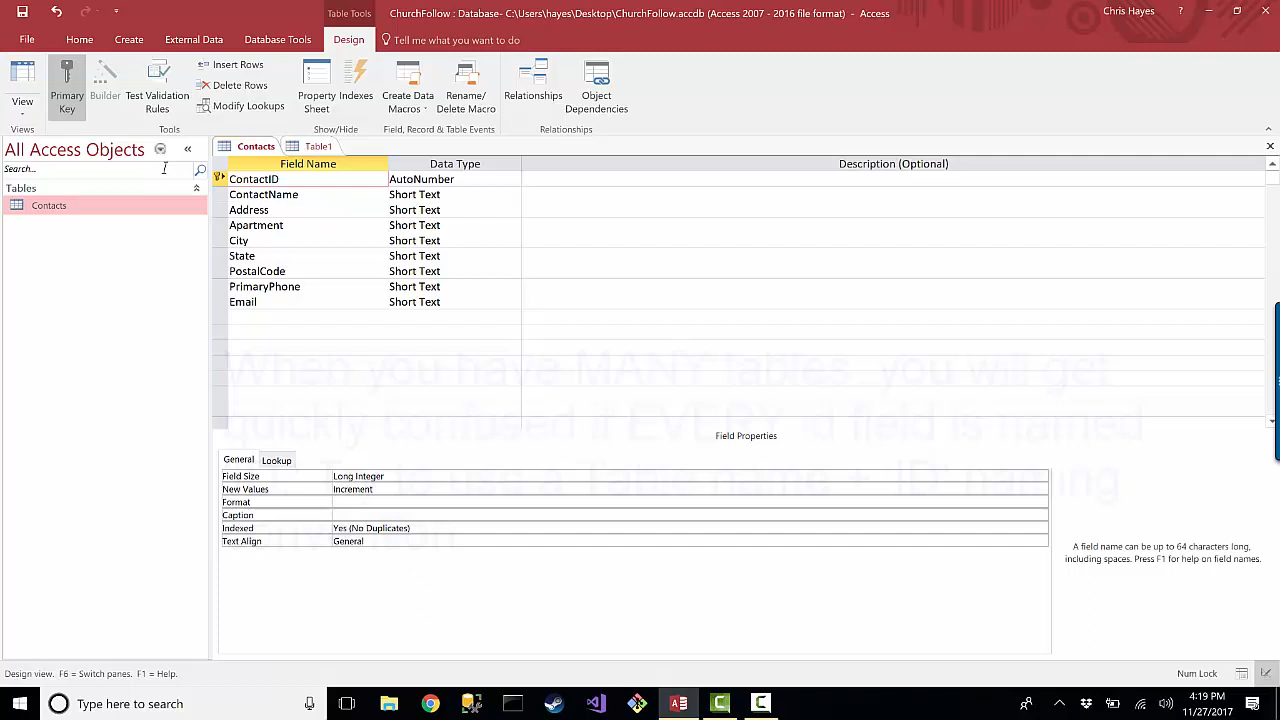 Table Tools
ChurchFollow : Database- C:\Users\hayes\Desktop\ChurchFollow.accdb (Access 2007 - 2016 file format) - Access
Chris Hayes
?
File
Home
Create
External Data
Database Tools
Design
Tell me what you want to do
View
Primary
Key
Builder
Test Validation
Rules
Insert Rows
Delete Rows
Modify Lookups
Property
Sheet
Indexes
Create Data
Macros
Rename/
Delete Macro
Relationships
Object
Dependencies
Views
Tools
Show/Hide
Field, Record & Table Events
Relationships
All Access Objects
Search...
Tables
Contacts
Contacts
Table1
Field Name
Data Type
Description (Optional)
ContactID
AutoNumber
ContactName
Short Text
Address
Short Text
Apartment
Short Text
City
Short Text
State
Short Text
PostalCode
Short Text
PrimaryPhone
Short Text
Email
Short Text
When you have MANY tables, you will get
quickly confused if EVERY id field is named
use a Table name + 'ID' naming
Field Properties
General
Lookup
Field Size
Long Integer
New Values
Increment
Format
Caption
Indexed
Yes (No Duplicates)
Text Align
General
A field name can be up to 64 characters long,
including spaces. Press F1 for help on field names.
Design view. F6 = Switch panes. F1 = Help.
Num Lock
Type here to search
4:19 PM
11/27/2017